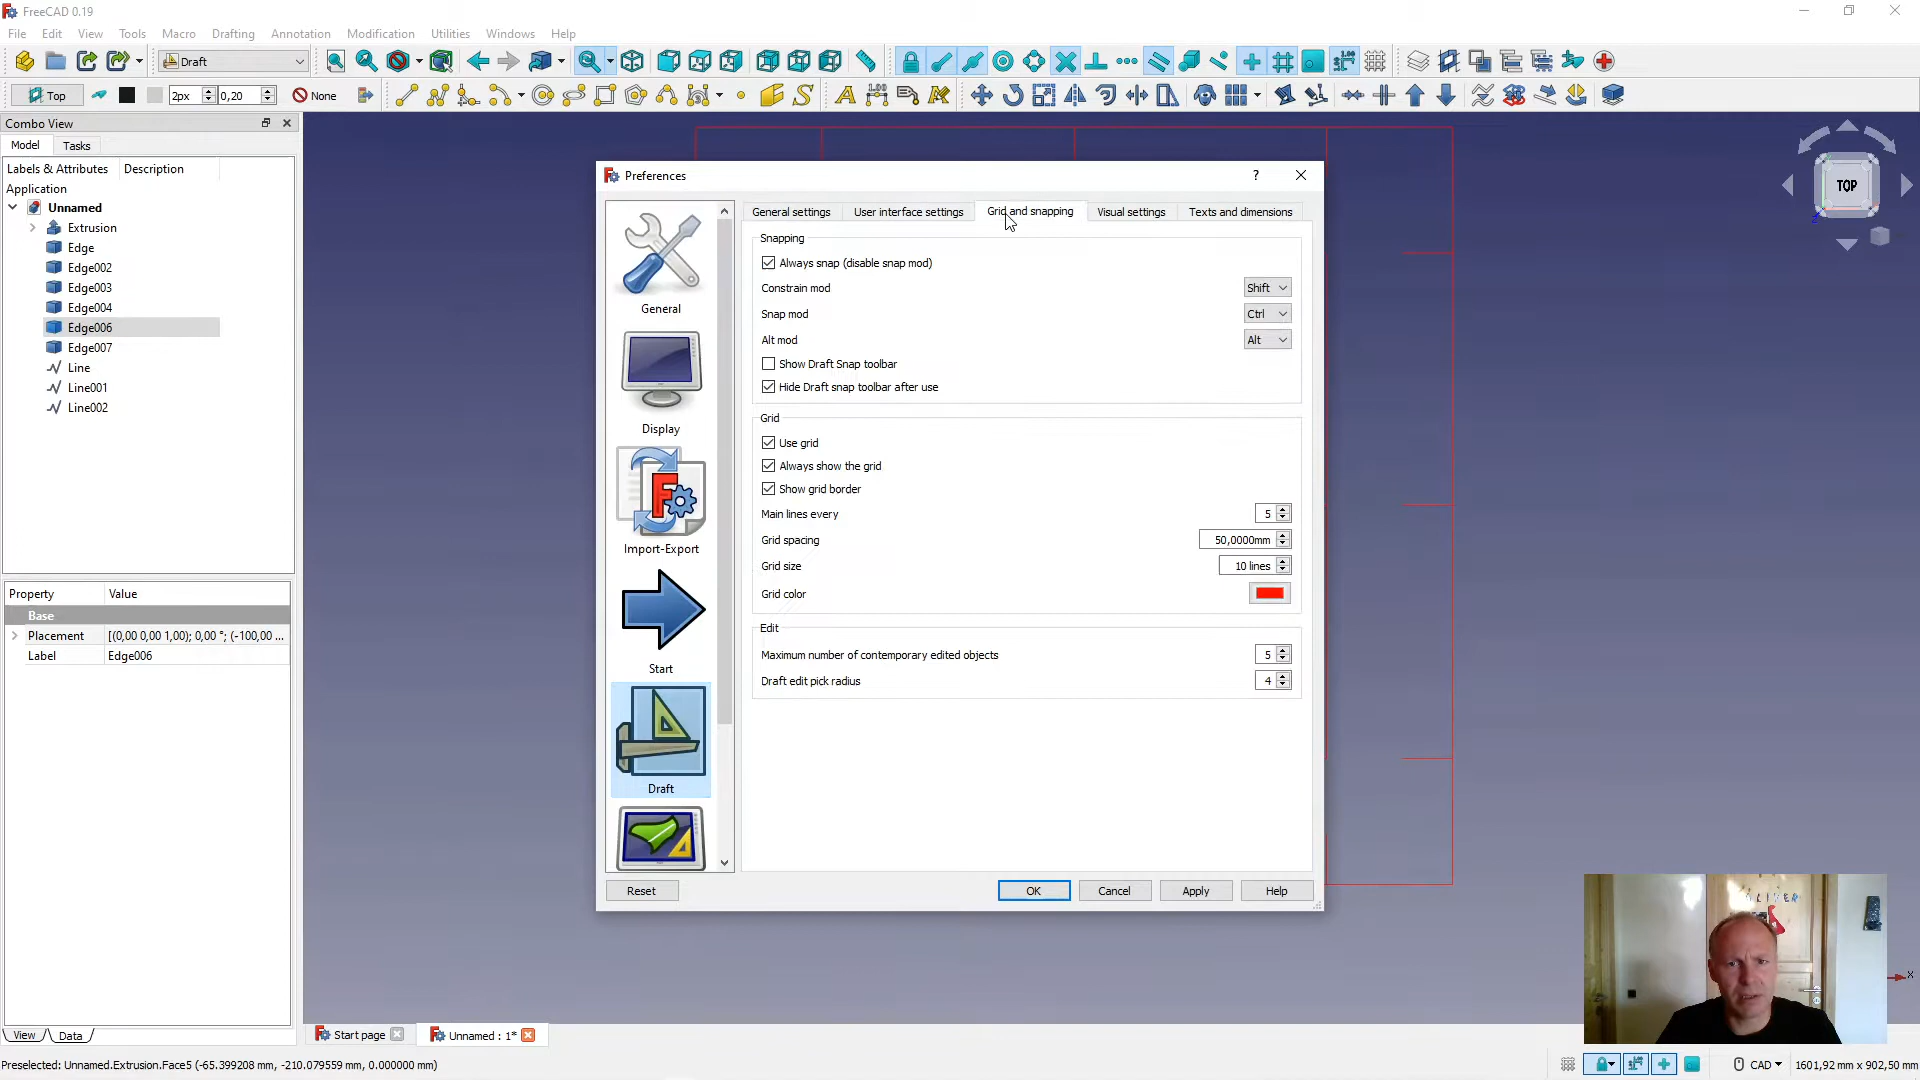 FreeCAD 0.19
File Edit View Tools Macro Drafting Annotation Modification Utilities Windows Help
Draft
Top 2px 0,20 None
Combo View
Model Tasks
Labels & Attributes Description
Application
Unnamed
Extrusion
Edge
Edge002
Edge003
Edge004
Edge006
Edge007
Line
Line001
Line002
Property Value
Base
Placement [(0,00 0,00 1,00); 0,00 °; (-100,00 ...
Label Edge006
View Data
Preferences
General
Display
Import-Export
Start
Draft
General settings User interface settings Grid and snapping Visual settings Texts and dimensions
Snapping
Always snap (disable snap mod)
Constrain mod Shift
Snap mod Ctrl
Alt mod Alt
Show Draft Snap toolbar
Hide Draft snap toolbar after use
Grid
Use grid
Always show the grid
Show grid border
Main lines every 5
Grid spacing 50,0000mm
Grid size 10 lines
Grid color
Edit
Maximum number of contemporary edited objects 5
Draft edit pick radius 4
Reset OK Cancel Apply Help
TOP
Z
X
Start page Unnamed : 1*
Preselected: Unnamed.Extrusion.Face5 (-65.399208 mm, -210.079559 mm, 0.000000 mm)
CAD 1601,92 mm x 902,50 mm